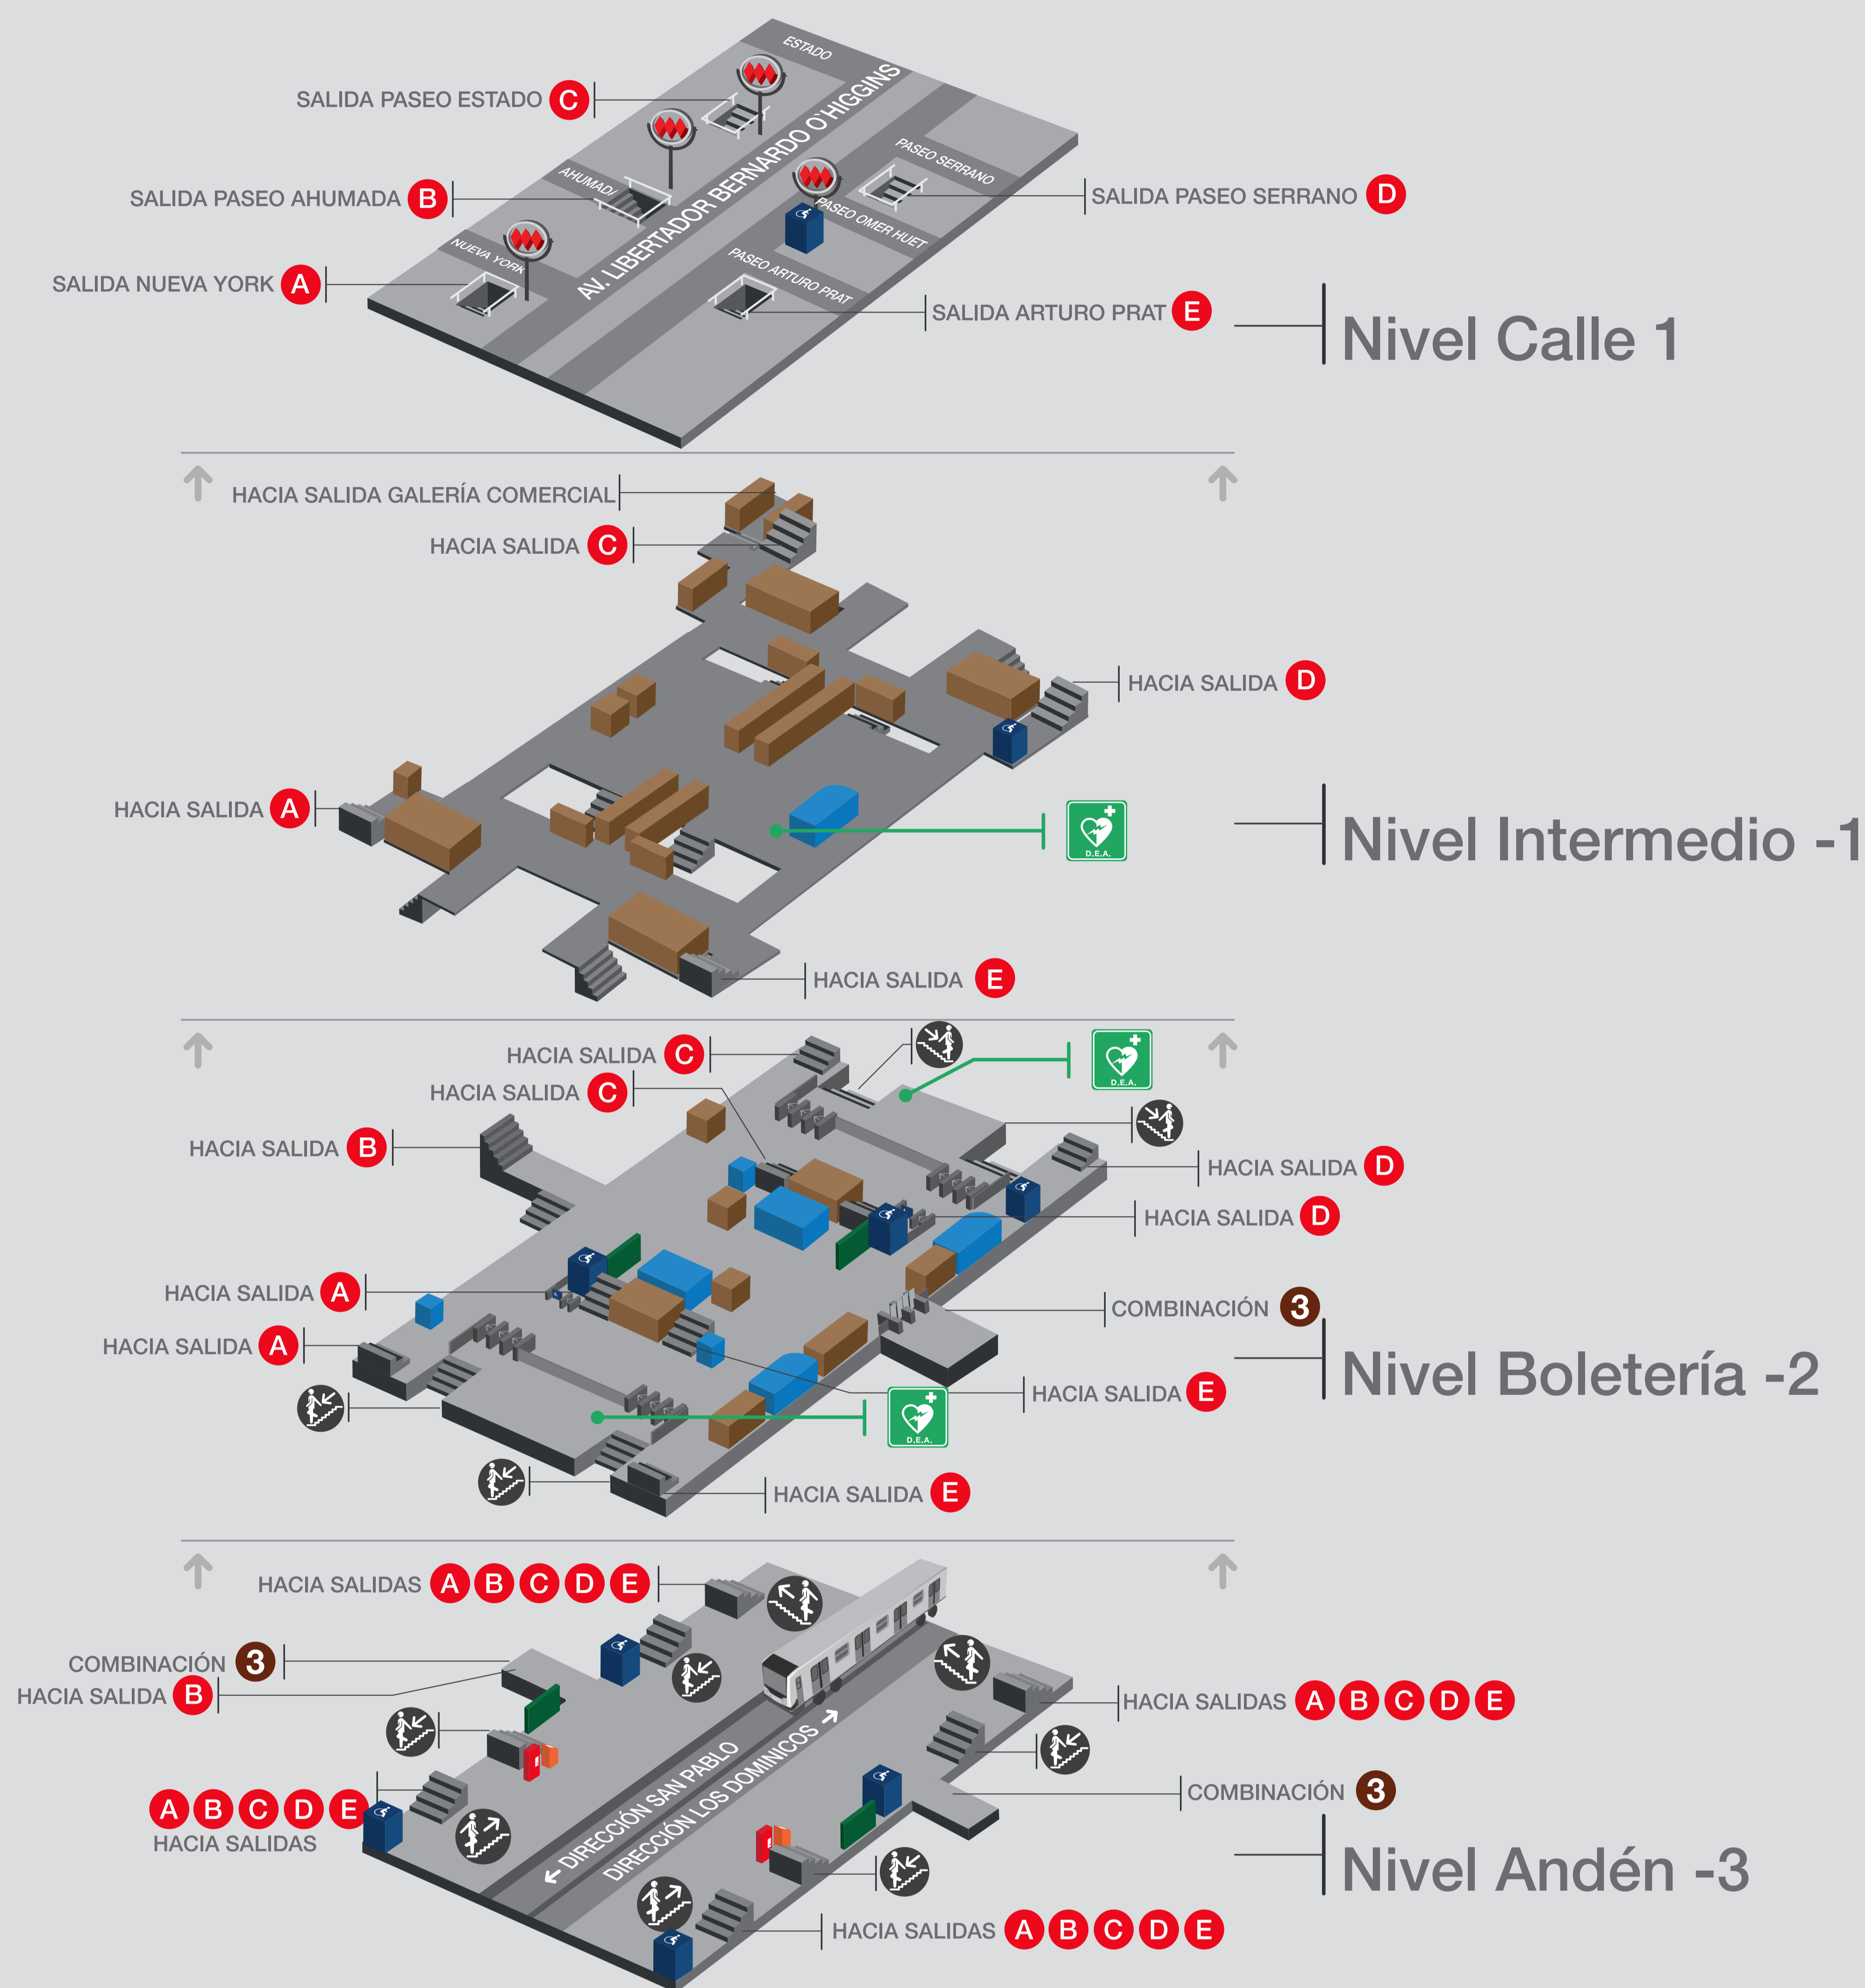 ESTADO
SALIDA PASEO ESTADO C
AV. LIBERTADOR BERNARDO O'HIGGINS
PASEO SERRANO
AHUMAD
SALIDA PASEO AHUMADA B
SALIDA PASEO SERRANO D
PASEO OMER HUET
NUEVA YORK
SALIDA NUEVA YORK A
PASEO ARTURO PRAT
SALIDA ARTURO PRAT E
Nivel Calle 1
HACIA SALIDA GALERÍA COMERCIAL
HACIA SALIDA C
HACIA SALIDA D
HACIA SALIDA A
D.E.A.
Nivel Intermedio -1
HACIA SALIDA E
HACIA SALIDA C
D.E.A.
HACIA SALIDA C
HACIA SALIDA B
HACIA SALIDA D
HACIA SALIDA D
HACIA SALIDA A
COMBINACIÓN 3
HACIA SALIDA A
Nivel Boletería -2
HACIA SALIDA E
D.E.A.
HACIA SALIDA E
HACIA SALIDAS A B C D E
COMBINACIÓN 3
HACIA SALIDA B
HACIA SALIDAS A B C D E
DIRECCIÓN SAN PABLO
DIRECCIÓN LOS DOMINICOS
COMBINACIÓN 3
A B C D E
HACIA SALIDAS
Nivel Andén -3
HACIA SALIDAS A B C D E